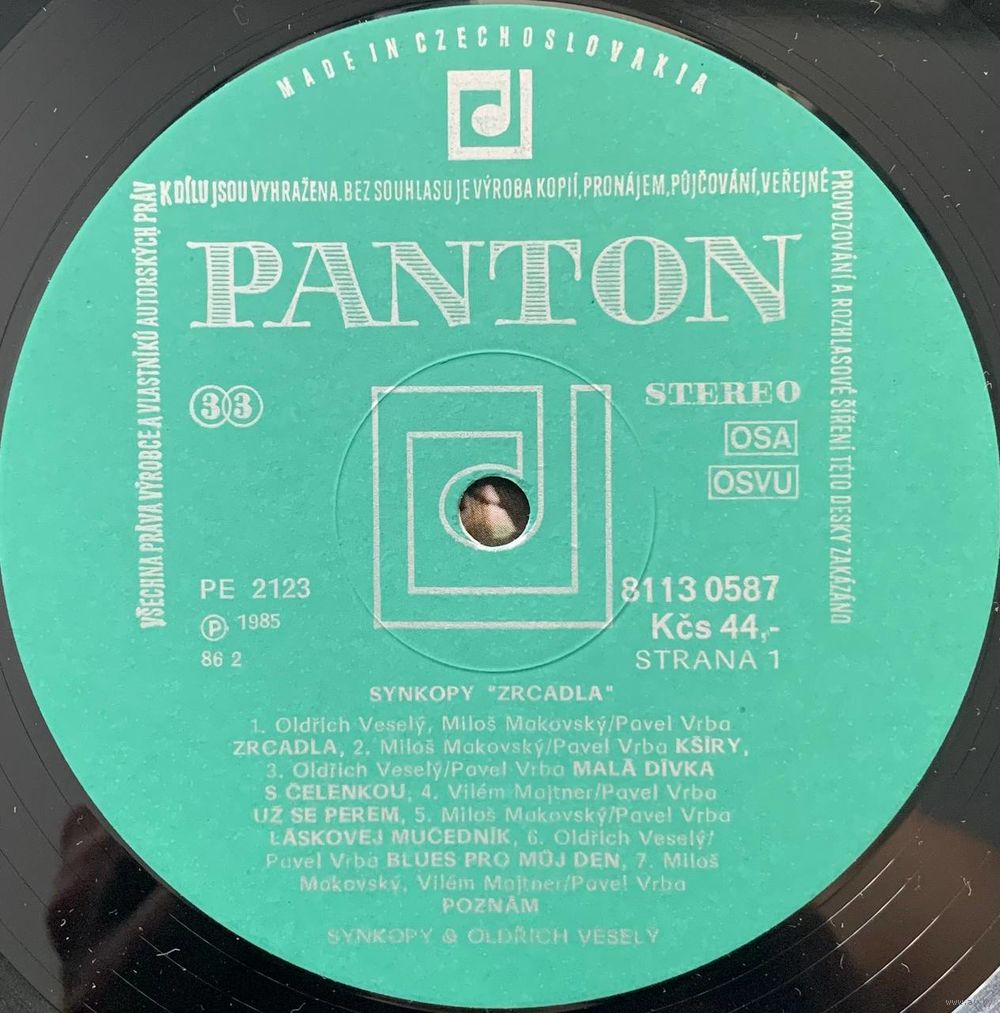 MADE IN CZECHOSLOVAKIA
VŠECHNA PRÁVA VÝROBCE A VLASTNÍKŮ AUTORSKÝCH PRÁV
K DÍLU JSOU VYHRAŽENA. BEZ SOUHLASU JE VÝROBA KOPIÍ, PRONÁJEM, PŮJČOVÁNÍ, VEŘEJNÉ
PROVOZOVÁNÍ A ROZHLASOVÉ ŠÍŘENÍ TÉTO DESKY ZAKÁZÁNO
PANTON
33
STEREO
OSA
OSVU
PE 2123
8113 0587
Ⓟ 1985
Kčs 44,-
86 2
STRANA 1
SYNKOPY "ZRCADLA"
1. Oldřich Veselý, Miloš Makovský/Pavel Vrba
ZRCADLA, 2. Miloš Makovský/Pavel Vrba KŠÍRY,
3. Oldřich Veselý/Pavel Vrba MALÁ DÍVKA
S ČELENKOU, 4. Vilém Majtner/Pavel Vrba
UŽ SE PEREM, 5. Miloš Makovský/Pavel Vrba
LÁSKOVEJ MUČEDNÍK, 6. Oldřich Veselý/
Pavel Vrba BLUES PRO MŮJ DEN, 7. Miloš
Makovský, Vilém Majtner/Pavel Vrba
POZNÁM
SYNKOPY & OLDŘICH VESELÝ